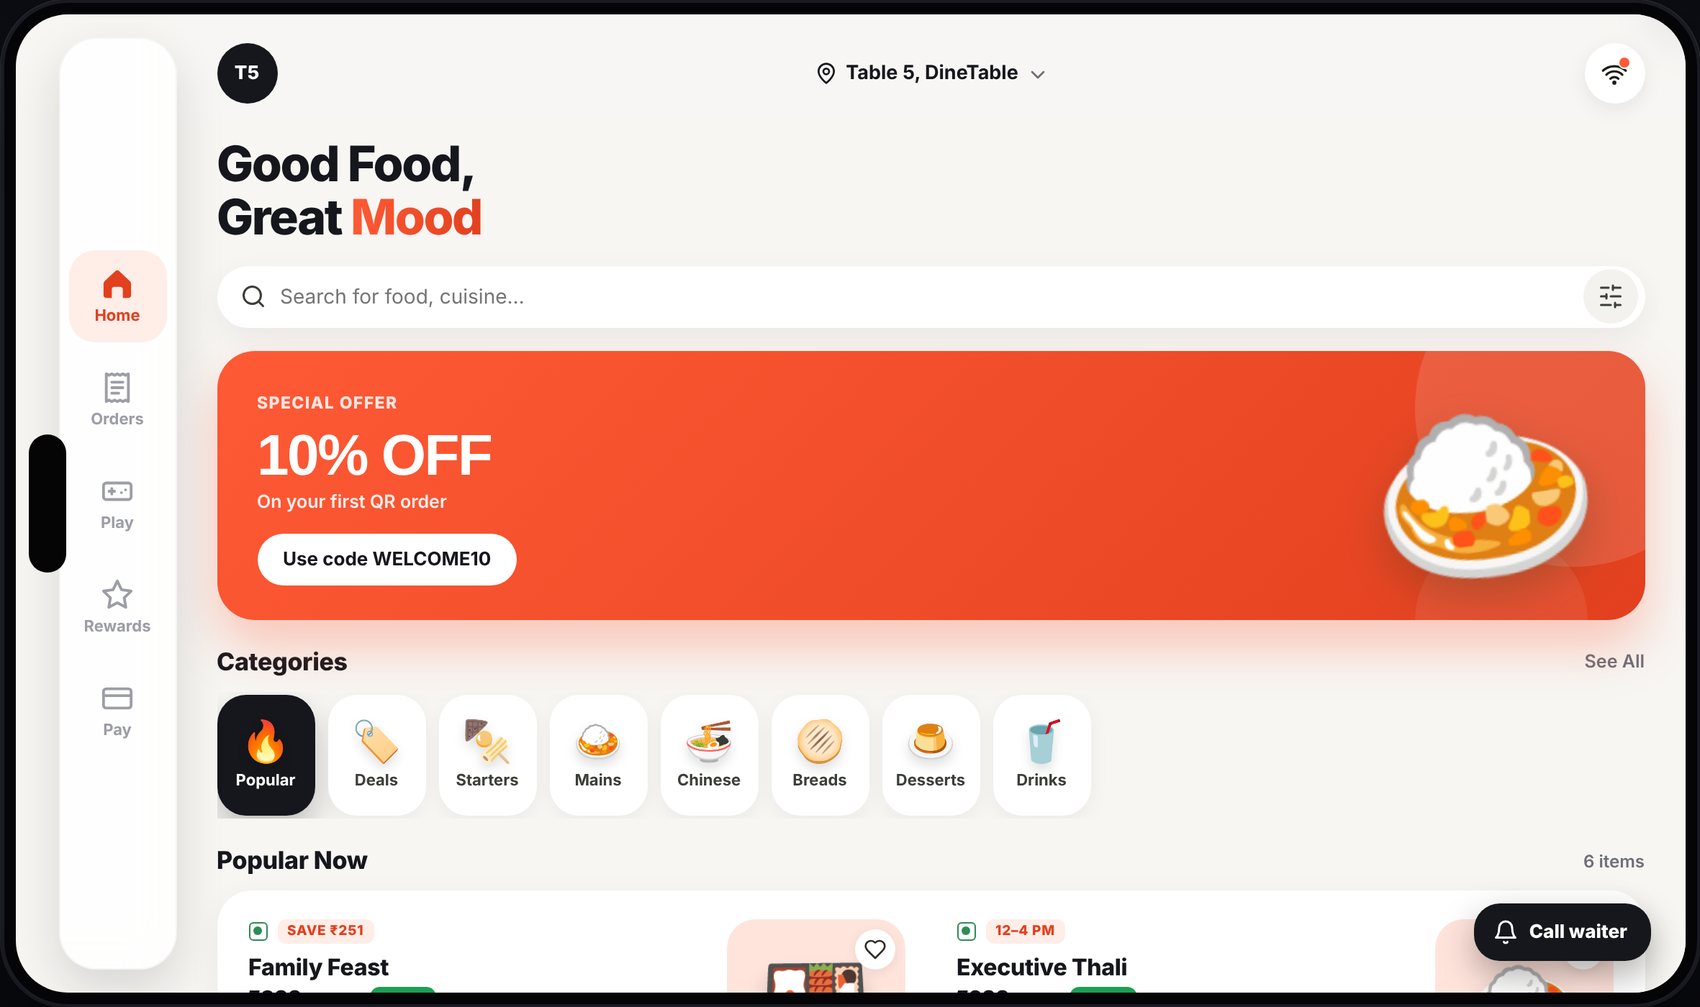 T5
Table 5, DineTable
Good Food,
Great Mood
Search for food, cuisine...
Home
Orders
Play
Rewards
Pay
SPECIAL OFFER
10% OFF
On your first QR order
Use code WELCOME10
Categories
See All
Popular
Deals
Starters
Mains
Chinese
Breads
Desserts
Drinks
Popular Now
6 items
SAVE ₹251
Family Feast
12–4 PM
Executive Thali
Call waiter